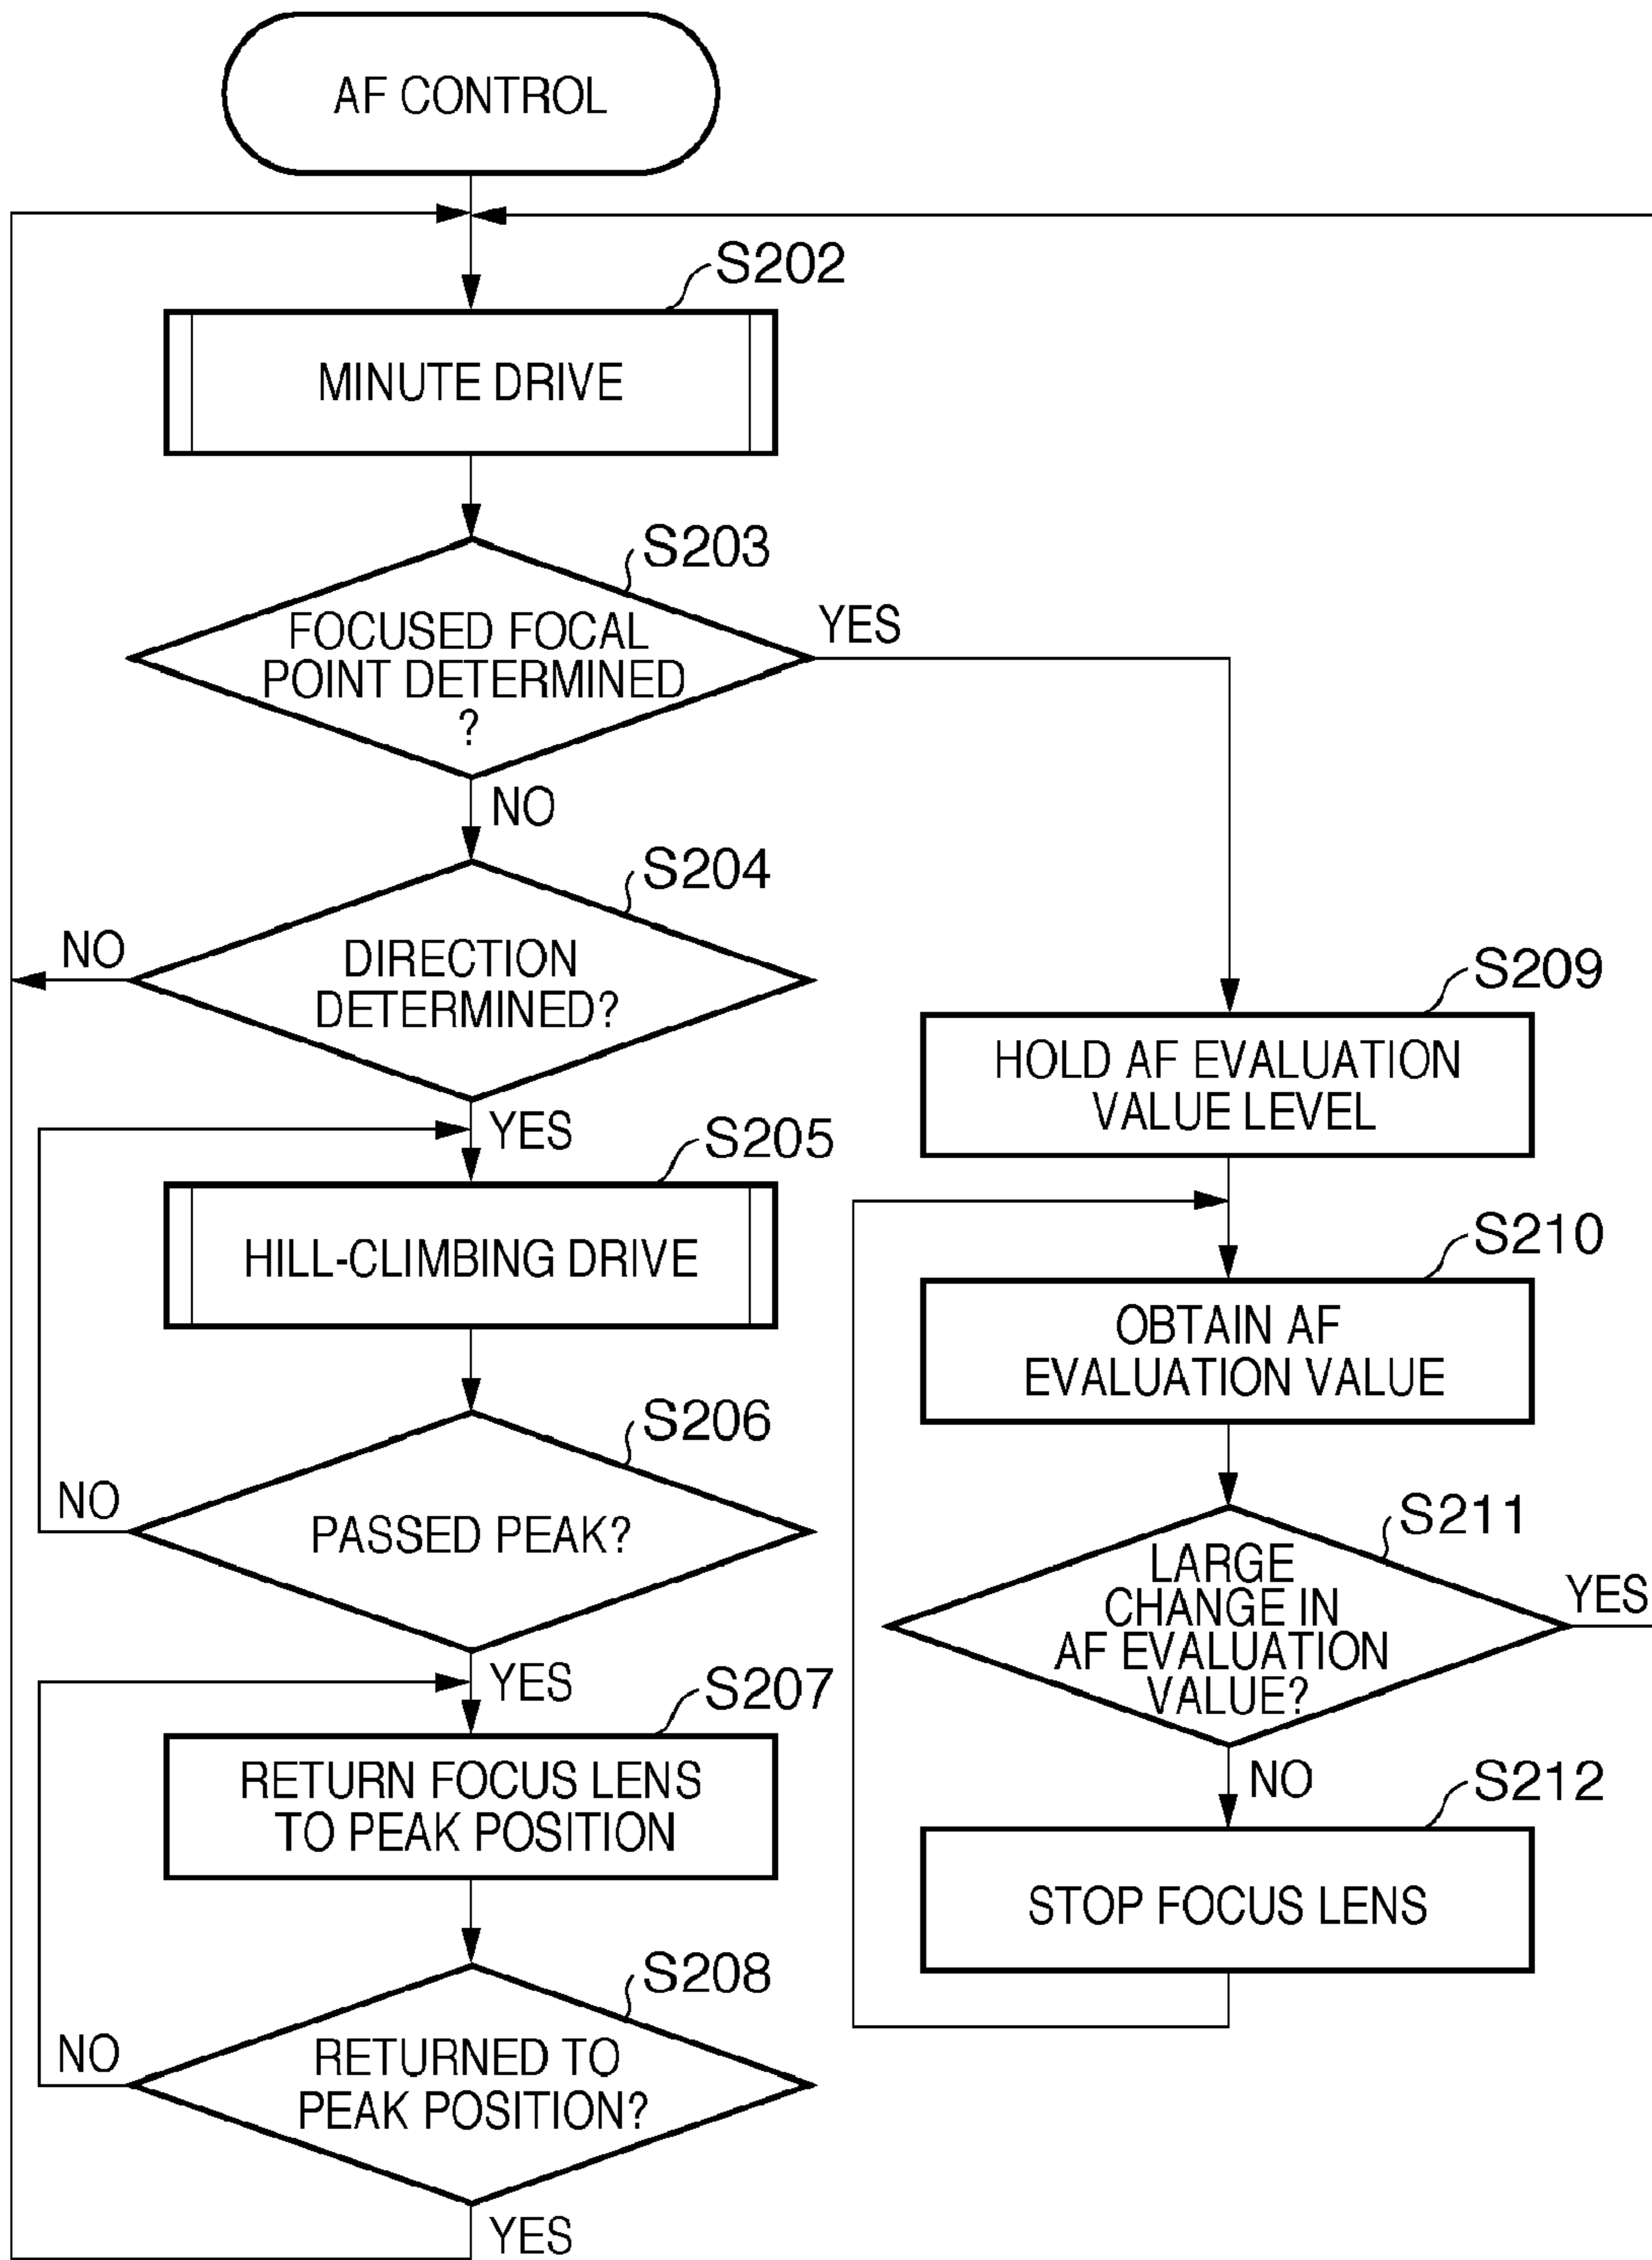 AF CONTROL
S202
MINUTE DRIVE
S203
FOCUSED FOCAL
POINT DETERMINED
?
YES
NO
S204
DIRECTION
DETERMINED?
NO
YES
S205
HILL-CLIMBING DRIVE
S206
PASSED PEAK?
NO
YES
S207
RETURN FOCUS LENS
TO PEAK POSITION
S208
RETURNED TO
PEAK POSITION?
NO
YES
S209
HOLD AF EVALUATION
VALUE LEVEL
S210
OBTAIN AF
EVALUATION VALUE
S211
LARGE
CHANGE IN
AF EVALUATION
VALUE?
YES
NO
S212
STOP FOCUS LENS